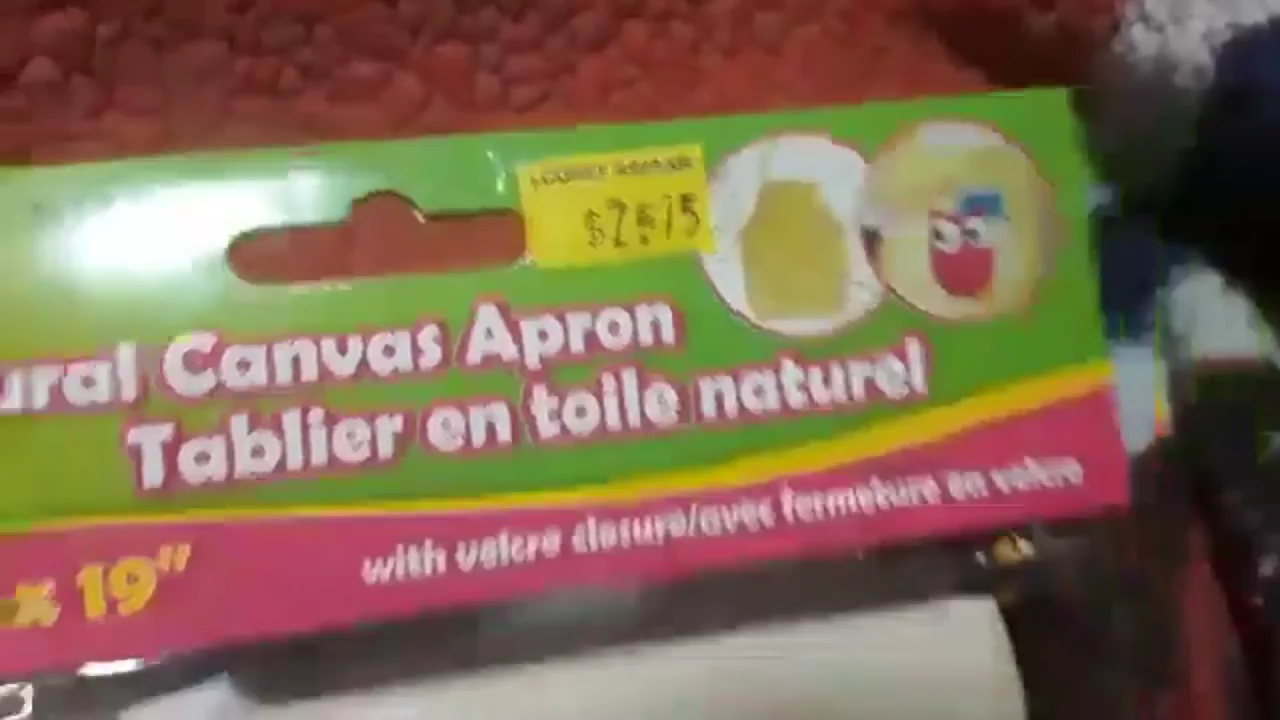 ural Canvas Apron
Tablier en toile naturel
x 19"
with velcro closure/avec fermeture en velcro